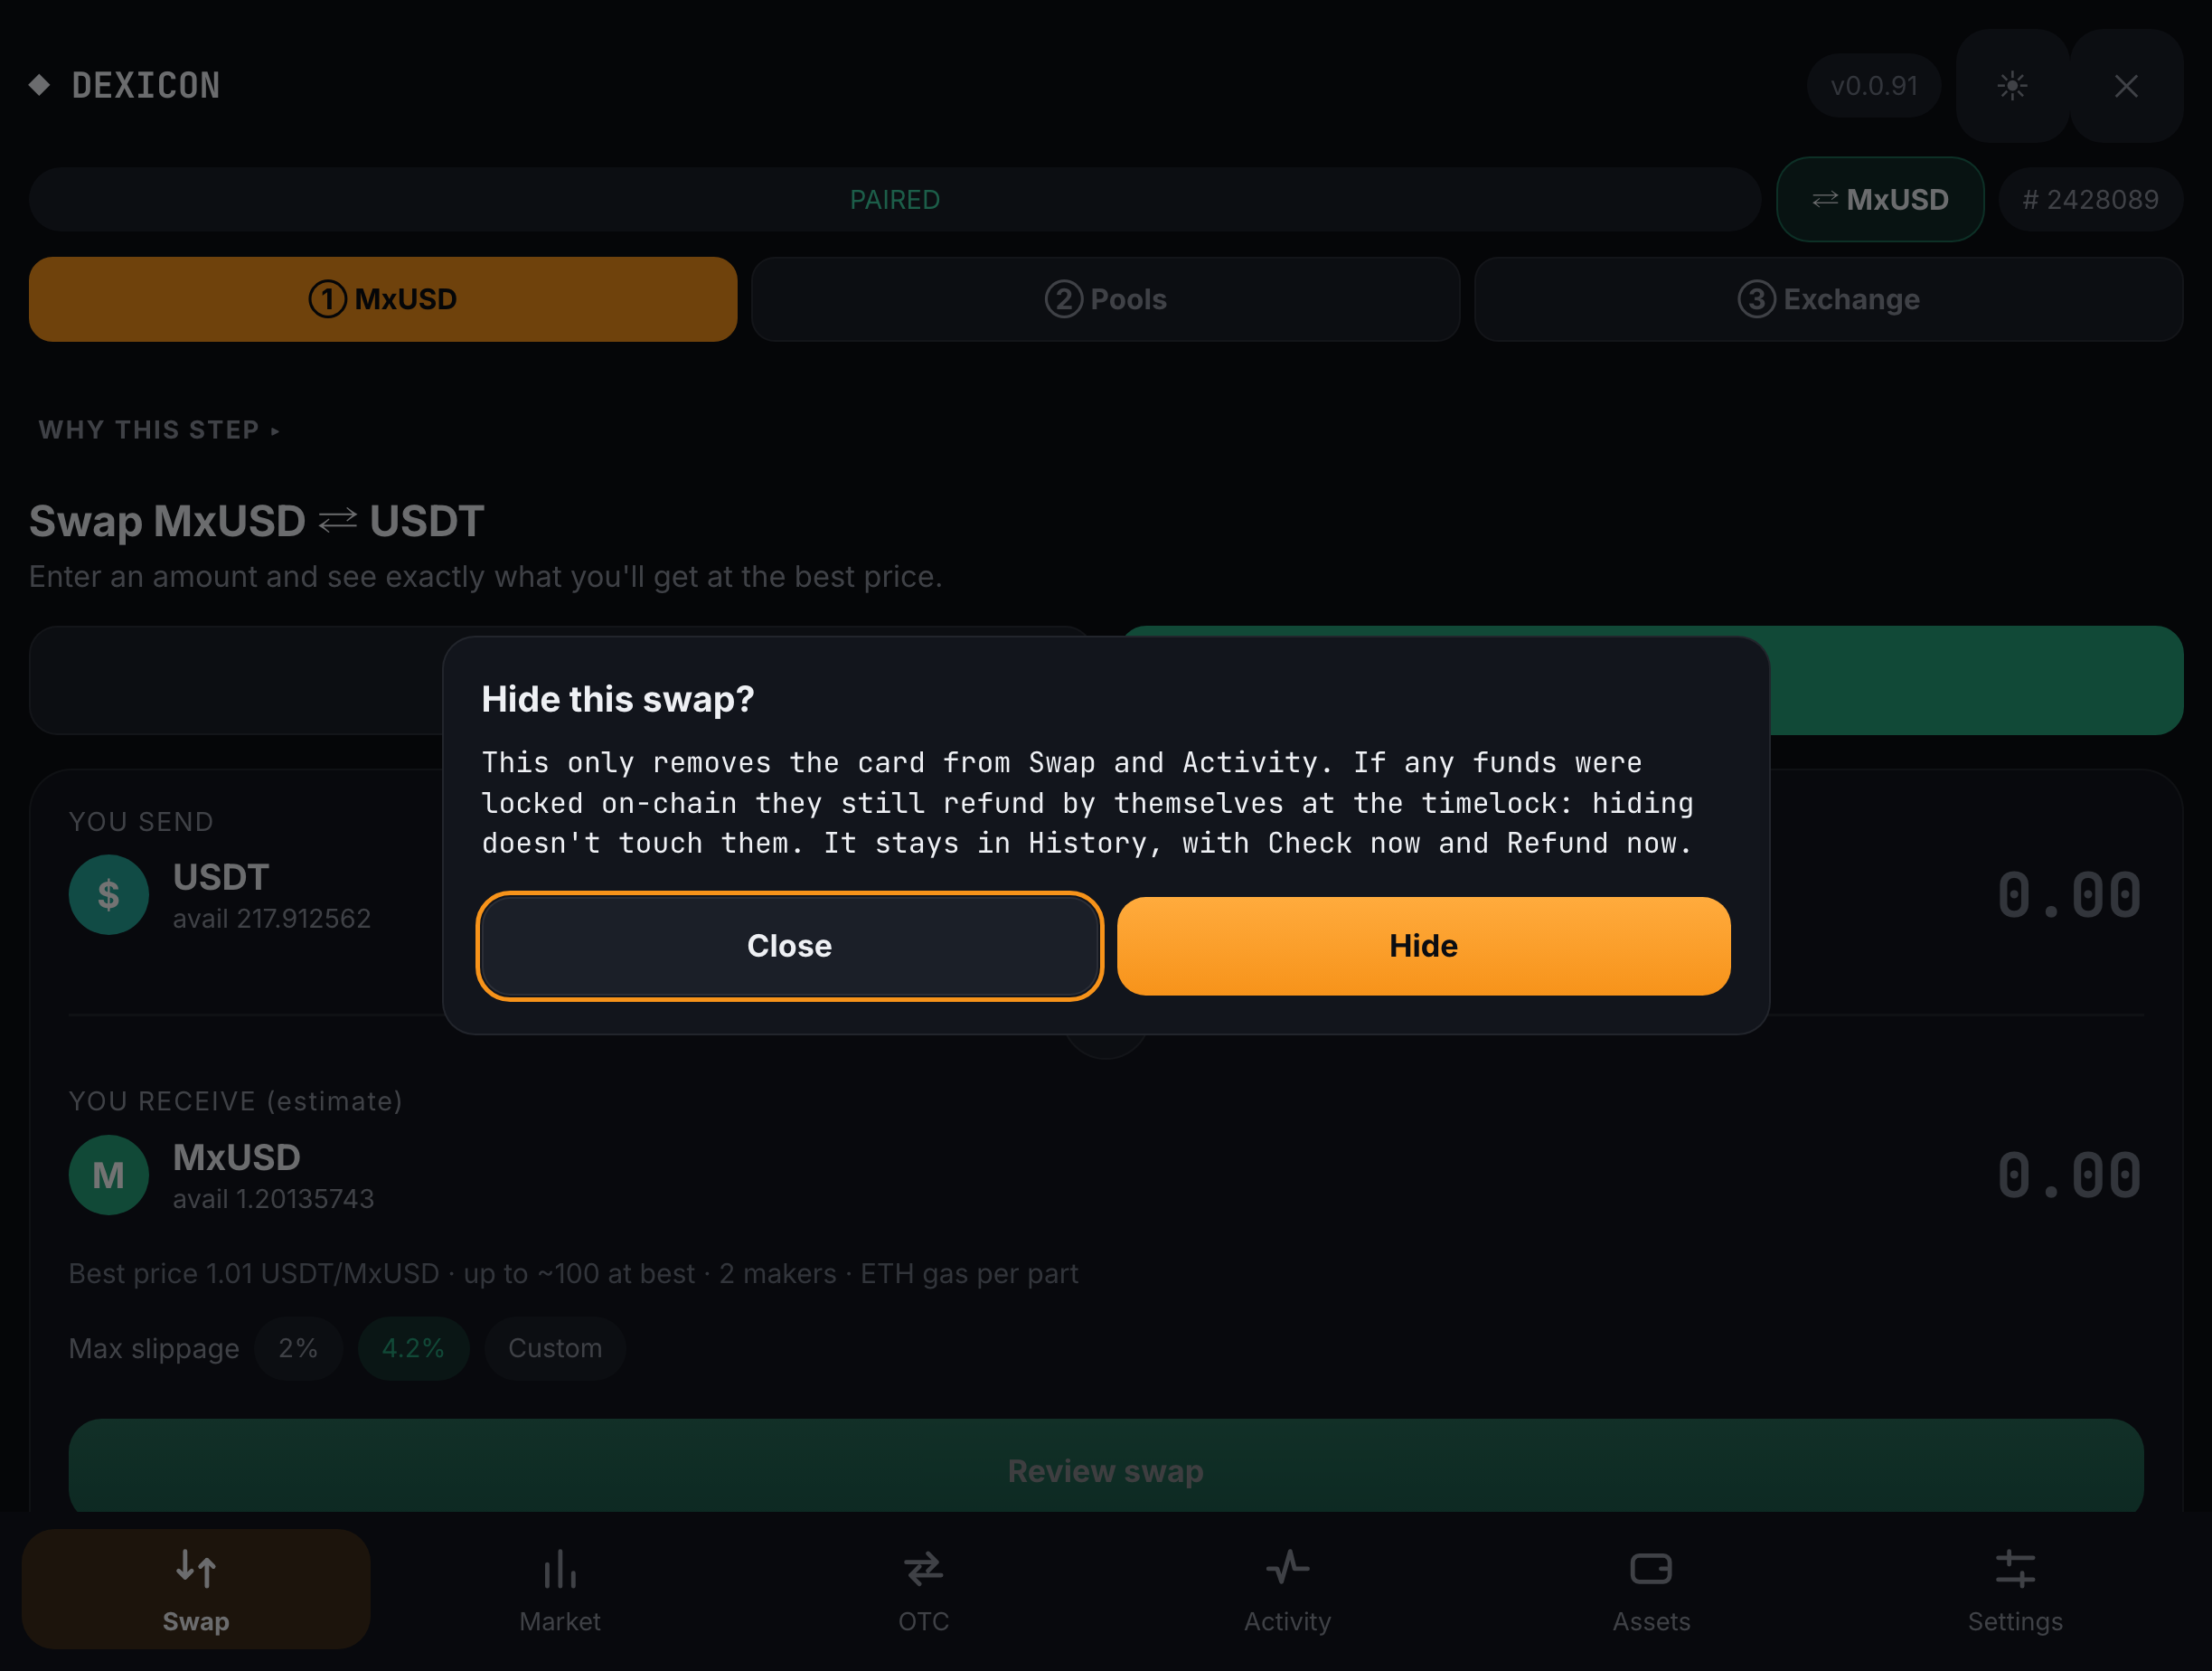 ◆ DEXICON
v0.0.91
PAIRED
⇄ MxUSD
# 2428089
① MxUSD
② Pools
③ Exchange
WHY THIS STEP ▸
Swap MxUSD ⇄ USDT
Enter an amount and see exactly what you'll get at the best price.
Hide this swap?
This only removes the card from Swap and Activity. If any funds were
locked on-chain they still refund by themselves at the timelock: hiding
doesn't touch them. It stays in History, with Check now and Refund now.
Close
Hide
YOU SEND
$
USDT
avail 217.912562
0.00
YOU RECEIVE (estimate)
M
MxUSD
avail 1.20135743
0.00
Best price 1.01 USDT/MxUSD · up to ~100 at best · 2 makers · ETH gas per part
Max slippage 2% 4.2% Custom
Review swap
Swap
Market
OTC
Activity
Assets
Settings